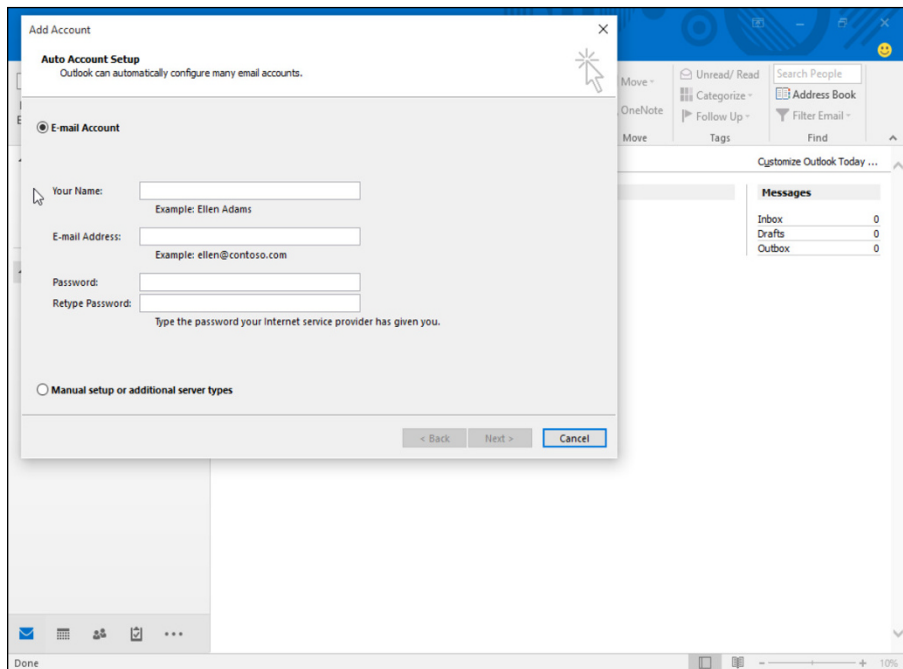 Add Account
Auto Account Setup
Outlook can automatically configure many email accounts.
E-mail Account
Your Name:
Example: Ellen Adams
E-mail Address:
Example: ellen@contoso.com
Password:
Retype Password:
Type the password your Internet service provider has given you.
Manual setup or additional server types
< Back Next > Cancel
Move
OneNote
Move
Unread/ Read
Categorize
Follow Up
Tags
Search People
Address Book
Filter Email
Find
Customize Outlook Today ...
Messages
Inbox 0
Drafts 0
Outbox 0
Done
10%